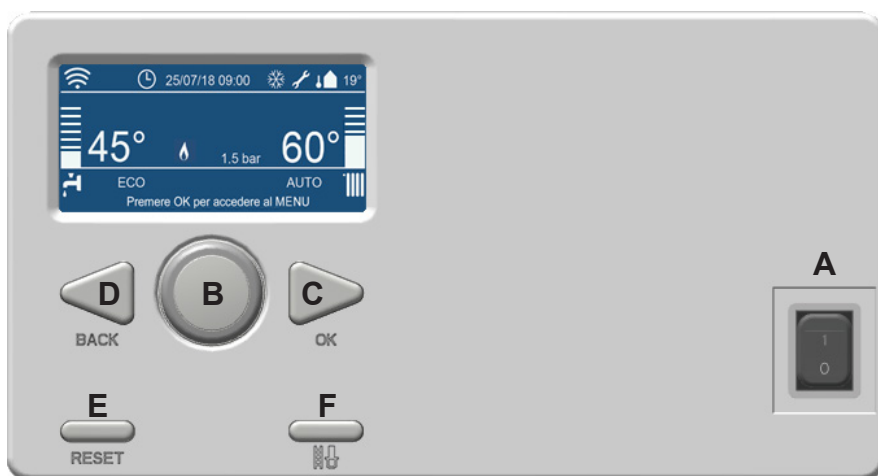 25/07/18 09:00 19°
45° 1.5 bar 60°
ECO AUTO
Premere OK per accedere al MENU
A
D B C
BACK OK
1
0
E F
RESET